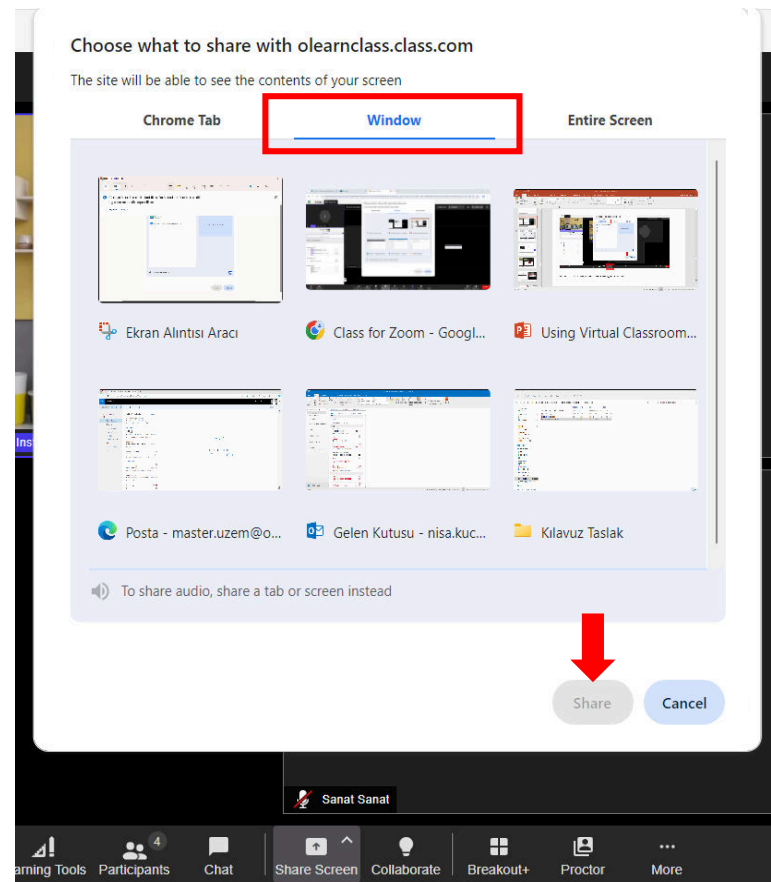 Choose what to share with olearnclass.class.com
The site will be able to see the contents of your screen
Chrome Tab
Window
Entire Screen
Ekran Alıntısı Aracı
Class for Zoom - Googl...
Using Virtual Classroom...
Posta - master.uzem@o...
Gelen Kutusu - nisa.kuc...
Kılavuz Taslak
To share audio, share a tab or screen instead
Share
Cancel
Ins
Sanat Sanat
4
arning Tools
Participants
Chat
Share Screen
Collaborate
Breakout+
Proctor
More